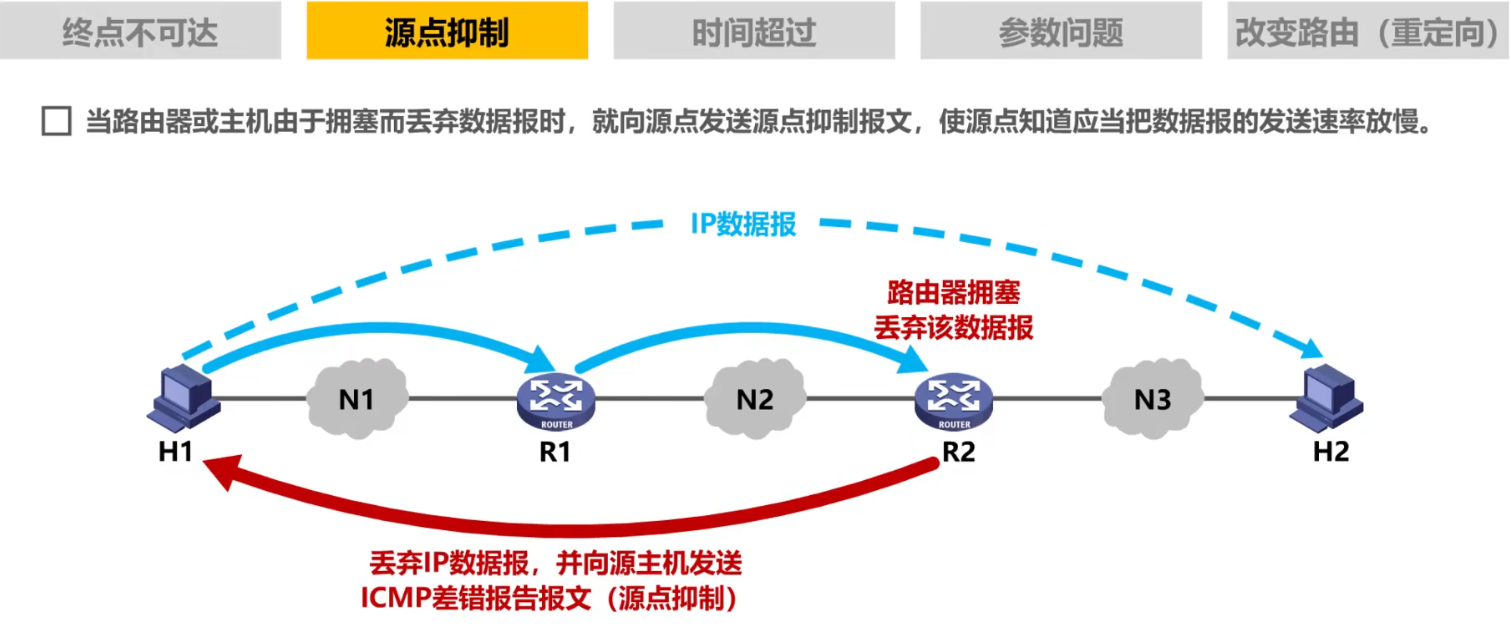 终点不可达
源点抑制
时间超过
参数问题
改变路由（重定向）
当路由器或主机由于拥塞而丢弃数据报时，就向源点发送源点抑制报文，使源点知道应当把数据报的发送速率放慢。
IP数据报
路由器拥塞
丢弃该数据报
N1
ROUTER
N2
ROUTER
N3
H1
R1
R2
H2
丢弃IP数据报，并向源主机发送
ICMP差错报告报文（源点抑制）